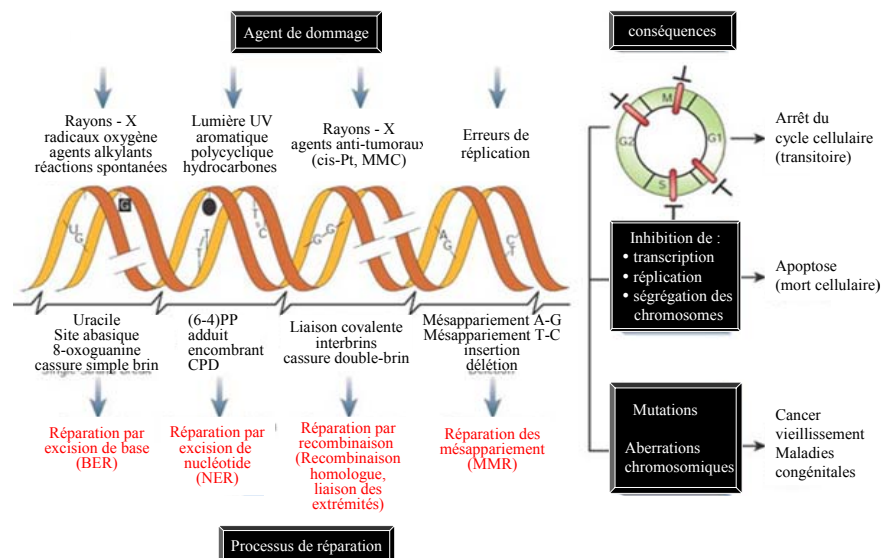 Agent de dommage
Rayons - X
radicaux oxygène
agents alkylants
réactions spontanées
Lumière UV
aromatique
polycyclique
hydrocarbones
Rayons - X
agents anti-tumoraux
(cis-Pt, MMC)
Erreurs de
réplication
U G
G
T T
T C
G G
A G
C T
Uracile
Site abasique
8-oxoguanine
cassure simple brin
(6-4)PP
adduit
encombrant
CPD
Liaison covalente
interbrins
cassure double-brin
Mésappariement A-G
Mésappariement T-C
insertion
délétion
Réparation par
excision de base
(BER)
Réparation par
excision de
nucléotide
(NER)
Réparation par
recombinaison
(Recombinaison
homologue,
liaison des
extrémités)
Réparation des
mésappariement
(MMR)
Processus de réparation
conséquences
M
G1
S
G2
Arrêt du
cycle cellulaire
(transitoire)
Inhibition de :
• transcription
• réplication
• ségrégation des
chromosomes
Apoptose
(mort cellulaire)
Mutations
Aberrations
chromosomiques
Cancer
vieillissement
Maladies
congénitales